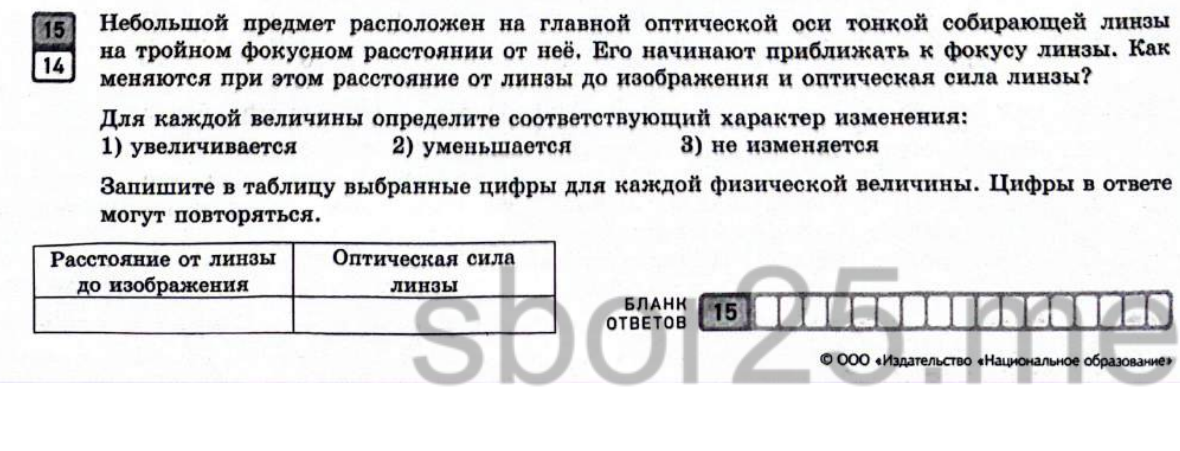 15
14
Небольшой предмет расположен на главной оптической оси тонкой собирающей линзы
на тройном фокусном расстоянии от неё. Его начинают приближать к фокусу линзы. Как
меняются при этом расстояние от линзы до изображения и оптическая сила линзы?
Для каждой величины определите соответствующий характер изменения:
1) увеличивается 2) уменьшается 3) не изменяется
Запишите в таблицу выбранные цифры для каждой физической величины. Цифры в ответе
могут повторяться.
Расстояние от линзы Оптическая сила
до изображения линзы
БЛАНК
ОТВЕТОВ 15
© ООО «Издательство «Национальное образование»
sbor25.me